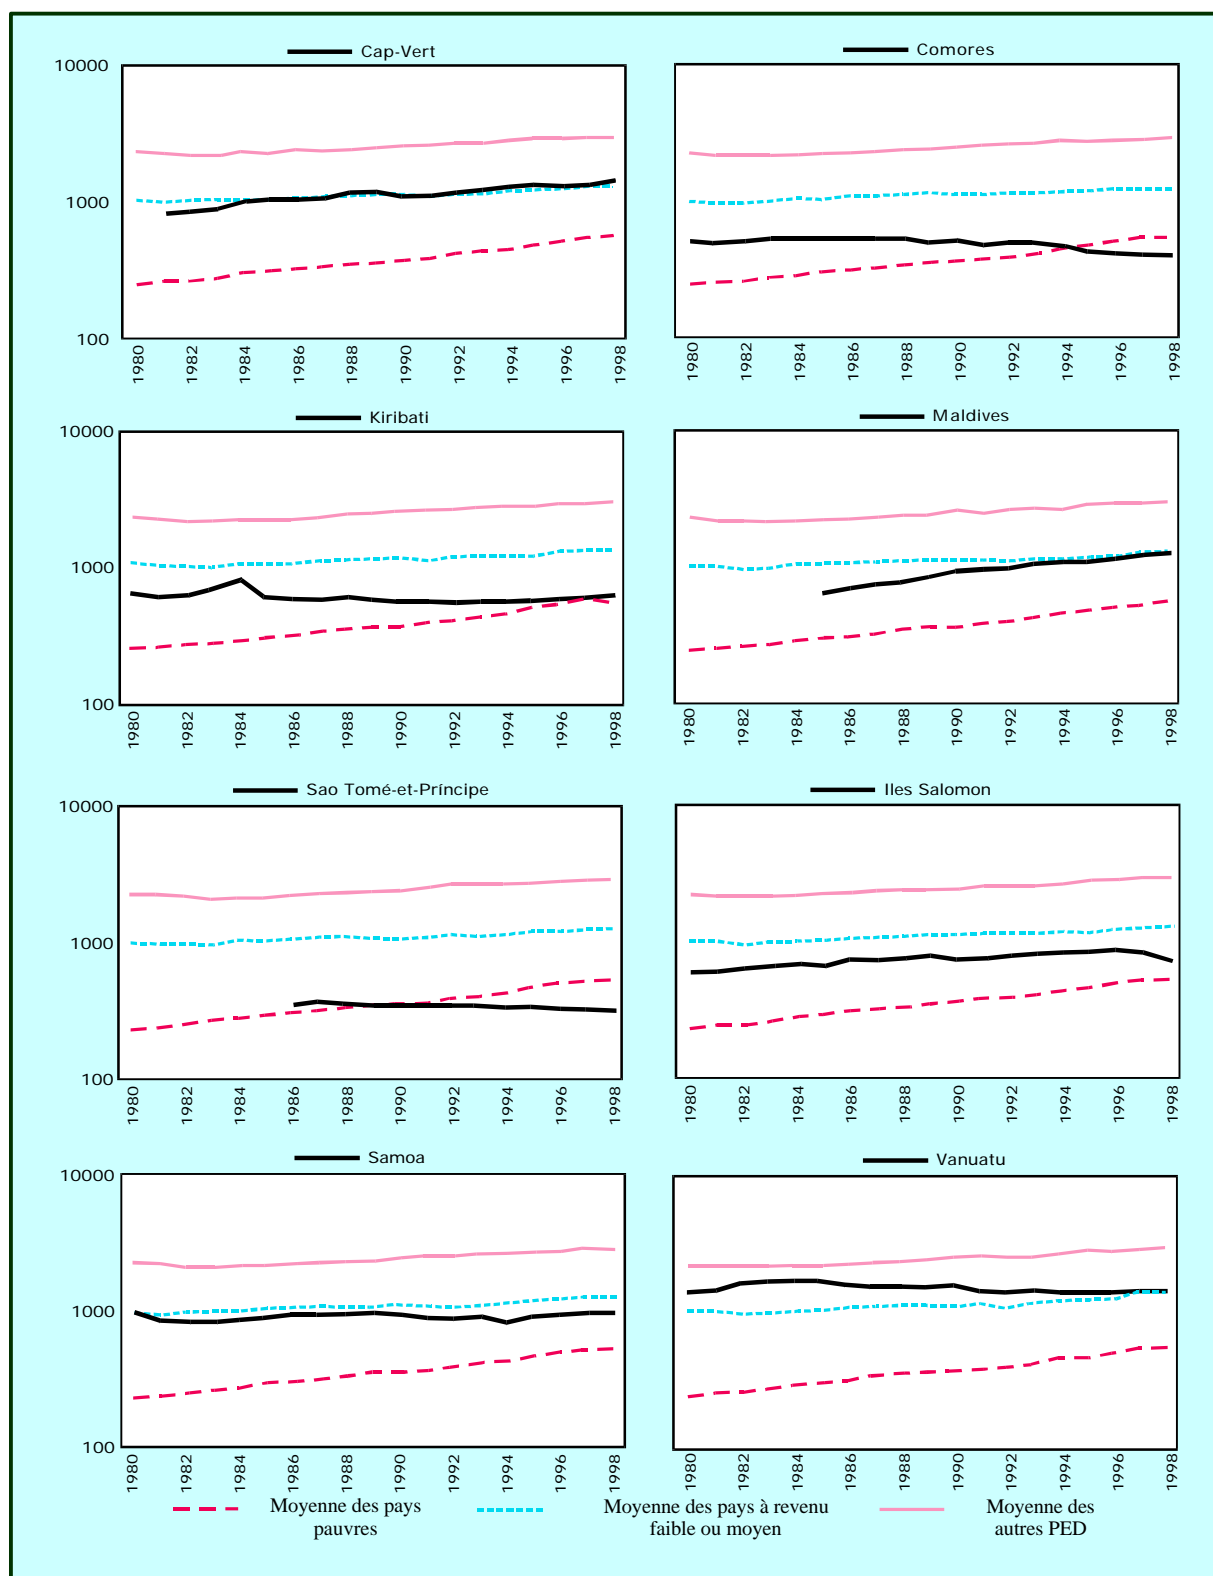 Cap-Vert
10000
1000
100
1980 1982 1984 1986 1988 1990 1992 1994 1996 1998
Comores
1980 1982 1984 1986 1988 1990 1992 1994 1996 1998
Kiribati
10000
1000
100
1980 1982 1984 1986 1988 1990 1992 1994 1996 1998
Maldives
1980 1982 1984 1986 1988 1990 1992 1994 1996 1998
Sao Tomé-et-Príncipe
10000
1000
100
1980 1982 1984 1986 1988 1990 1992 1994 1996 1998
Iles Salomon
1980 1982 1984 1986 1988 1990 1992 1994 1996 1998
Samoa
10000
1000
100
1980 1982 1984 1986 1988 1990 1992 1994 1996 1998
Vanuatu
1980 1982 1984 1986 1988 1990 1992 1994 1996 1998
Moyenne des pays
pauvres
Moyenne des pays à revenu
faible ou moyen
Moyenne des
autres PED